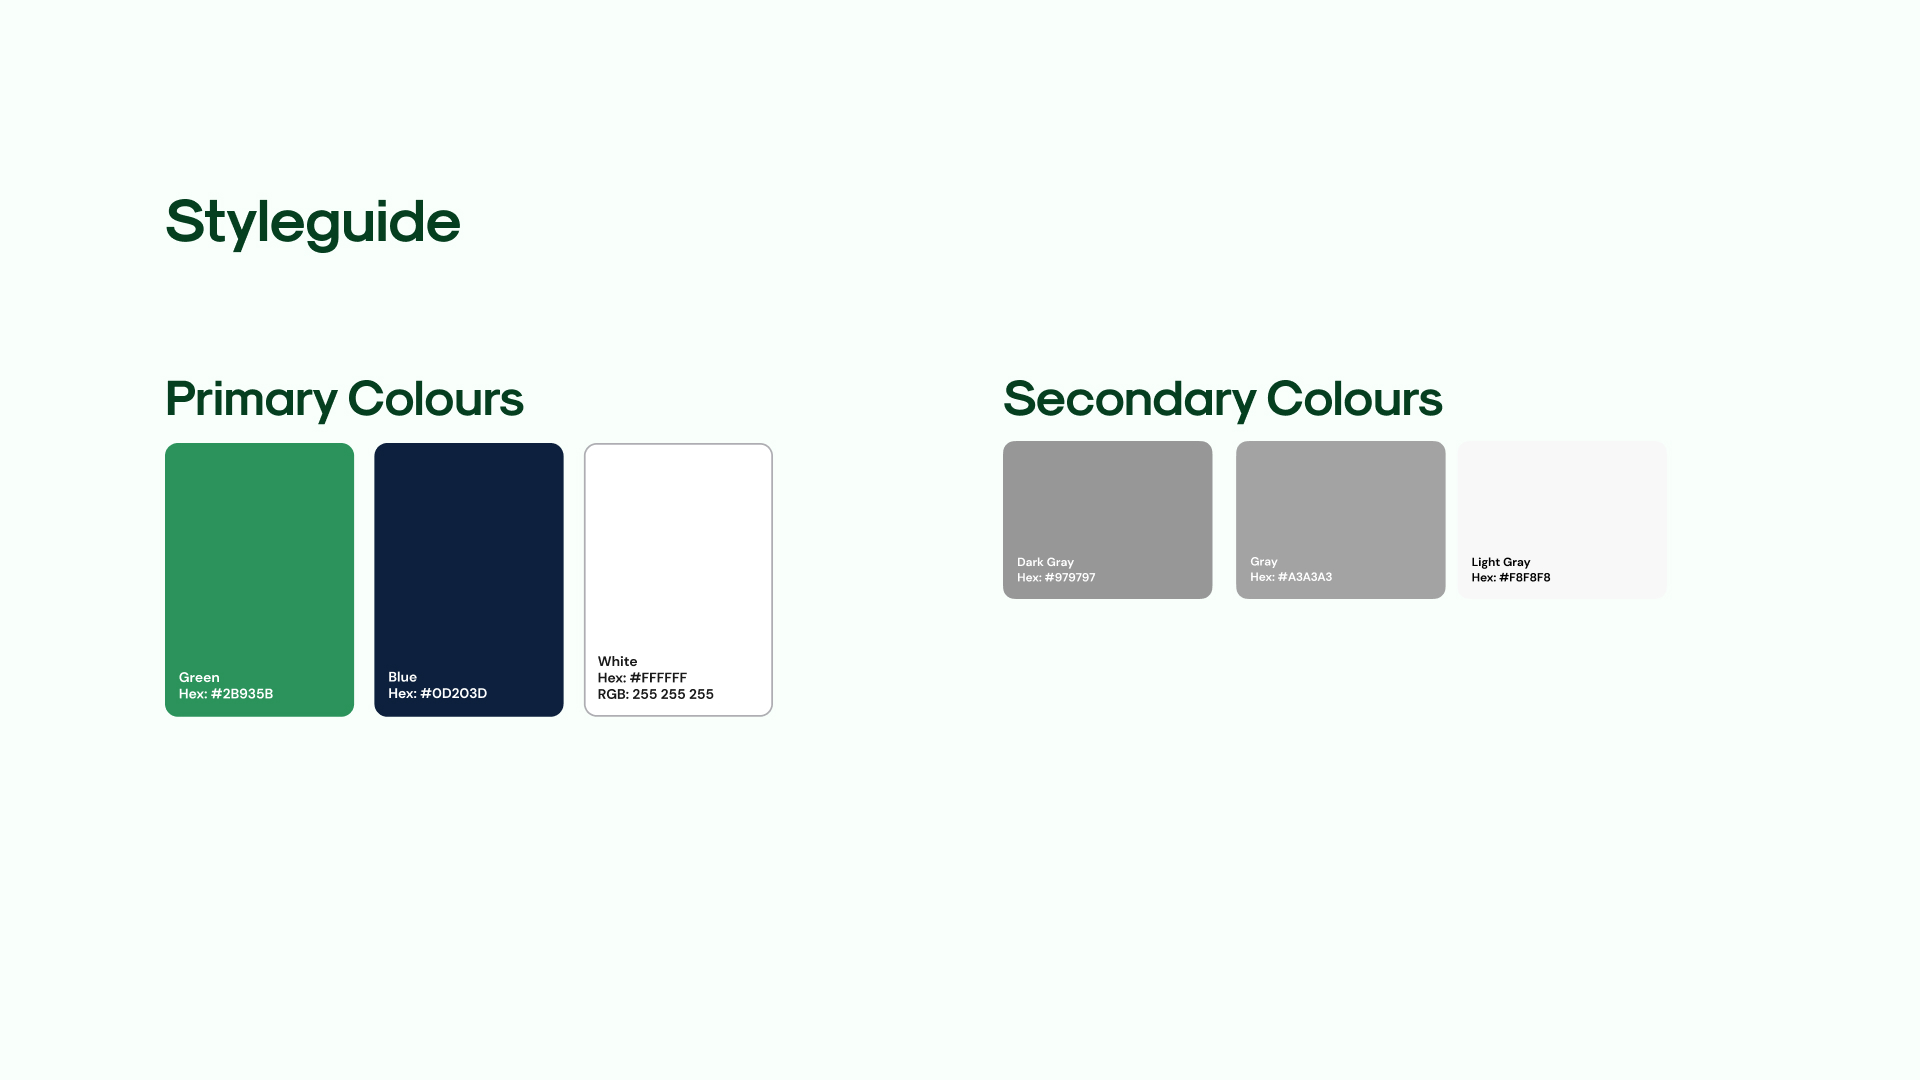 Styleguide
Primary Colours
Green
Hex: #2B935B
Blue
Hex: #0D203D
White
Hex: #FFFFFF
RGB: 255 255 255
Secondary Colours
Dark Gray
Hex: #979797
Gray
Hex: #A3A3A3
Light Gray
Hex: #F8F8F8